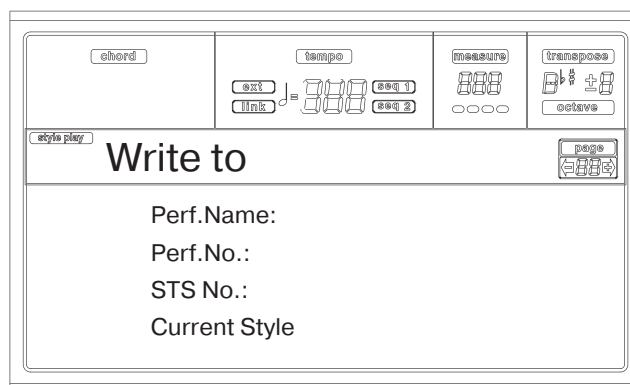 chord
tempo
measure
transpose
ext
link
seq 1
seq 2
octave
style play
Write to
page
Perf.Name:
Perf.No.:
STS No.:
Current Style